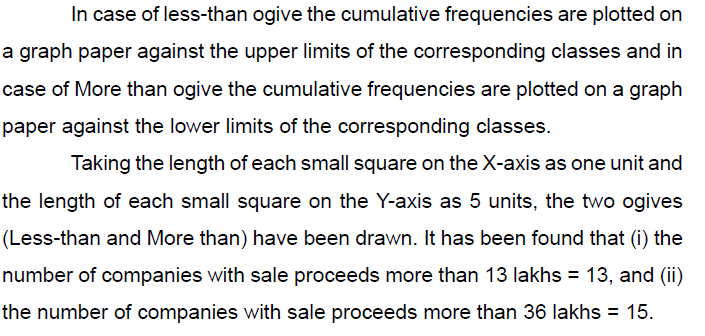 In case of less-than ogive the cumulative frequencies are plotted on
a graph paper against the upper limits of the corresponding classes and in
case of More than ogive the cumulative frequencies are plotted on a graph
paper against the lower limits of the corresponding classes.
Taking the length of each small square on the X-axis as one unit and
the length of each small square on the Y-axis as 5 units, the two ogives
(Less-than and More than) have been drawn. It has been found that (i) the
number of companies with sale proceeds more than 13 lakhs = 13, and (ii)
the number of companies with sale proceeds more than 36 lakhs = 15.